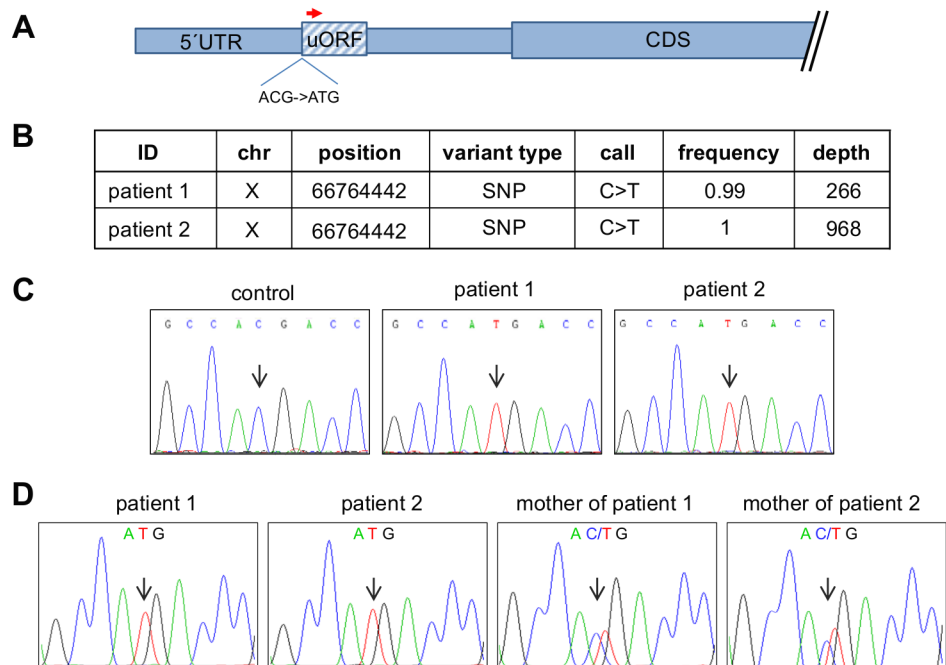 A
5´UTR uORF CDS
ACG->ATG
B
ID chr position variant type call frequency depth
patient 1 X 66764442 SNP C>T 0.99 266
patient 2 X 66764442 SNP C>T 1 968
C
control patient 1 patient 2
G C C A C G A C C G C C A T G A C C G C C A T G A C C
D
patient 1 patient 2 mother of patient 1 mother of patient 2
A T G A T G A C/T G A C/T G